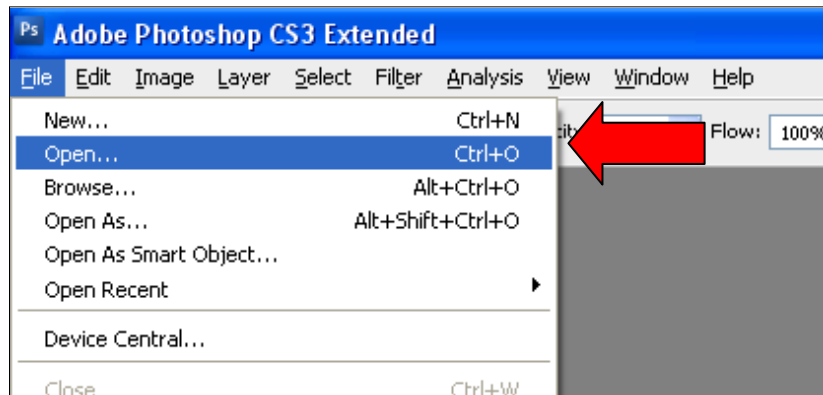 Ps Adobe Photoshop CS3 Extended
File Edit Image Layer Select Filter Analysis View Window Help
New... Ctrl+N
Flow: 100%
Open... Ctrl+O
Browse... Alt+Ctrl+O
Open As... Alt+Shift+Ctrl+O
Open As Smart Object...
Open Recent
Device Central...
Close Ctrl+W